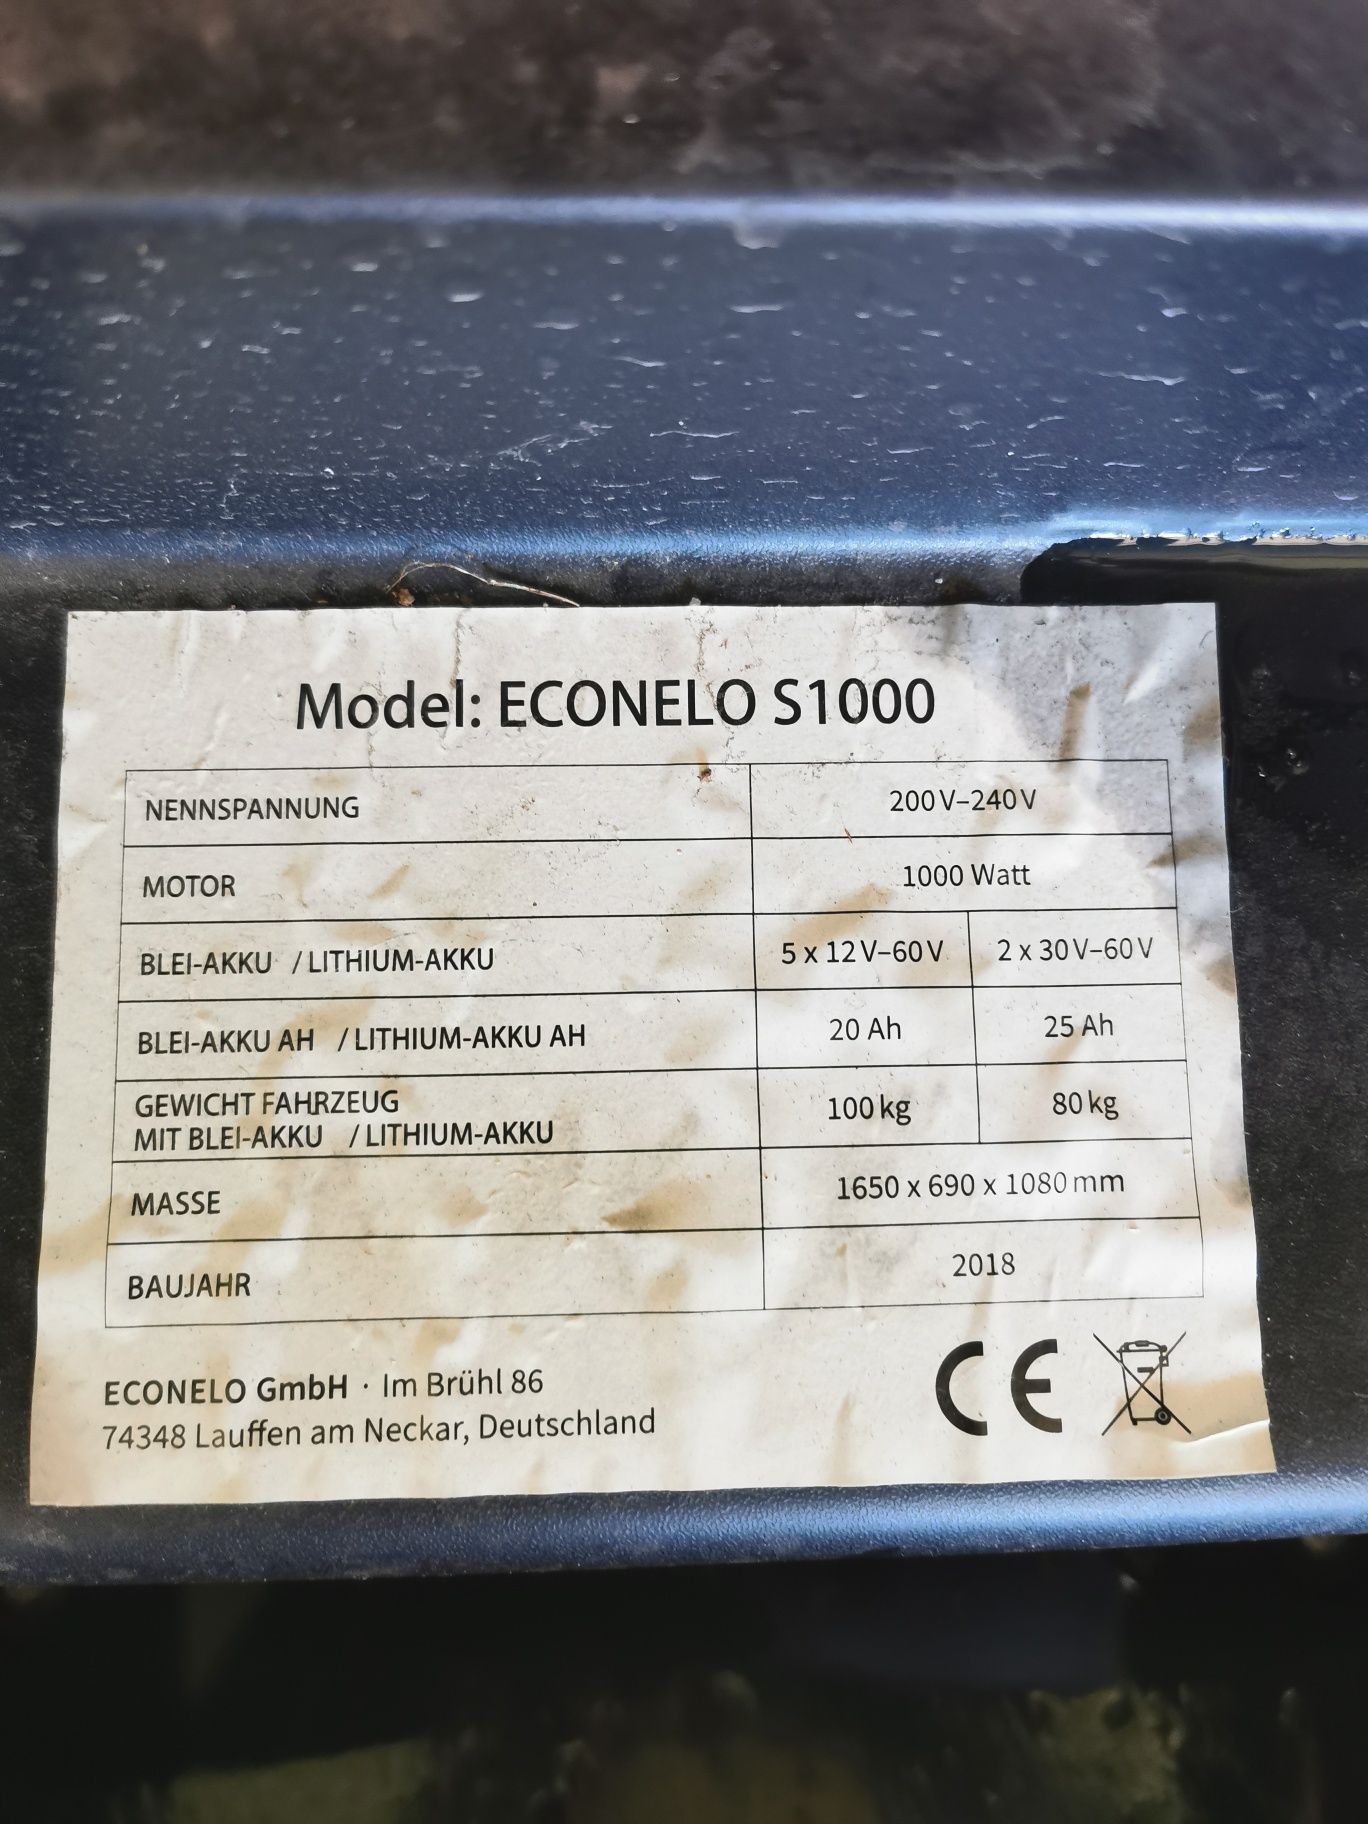 Model: ECONELO S1000
NENNSPANNUNG 200V–240V
MOTOR 1000 Watt
BLEI-AKKU / LITHIUM-AKKU 5 x 12V–60V 2 x 30V–60V
BLEI-AKKU AH / LITHIUM-AKKU AH 20 Ah 25 Ah
GEWICHT FAHRZEUG
MIT BLEI-AKKU / LITHIUM-AKKU 100 kg 80 kg
MASSE 1650 x 690 x 1080 mm
BAUJAHR 2018
ECONELO GmbH · Im Brühl 86
74348 Lauffen am Neckar, Deutschland
CE